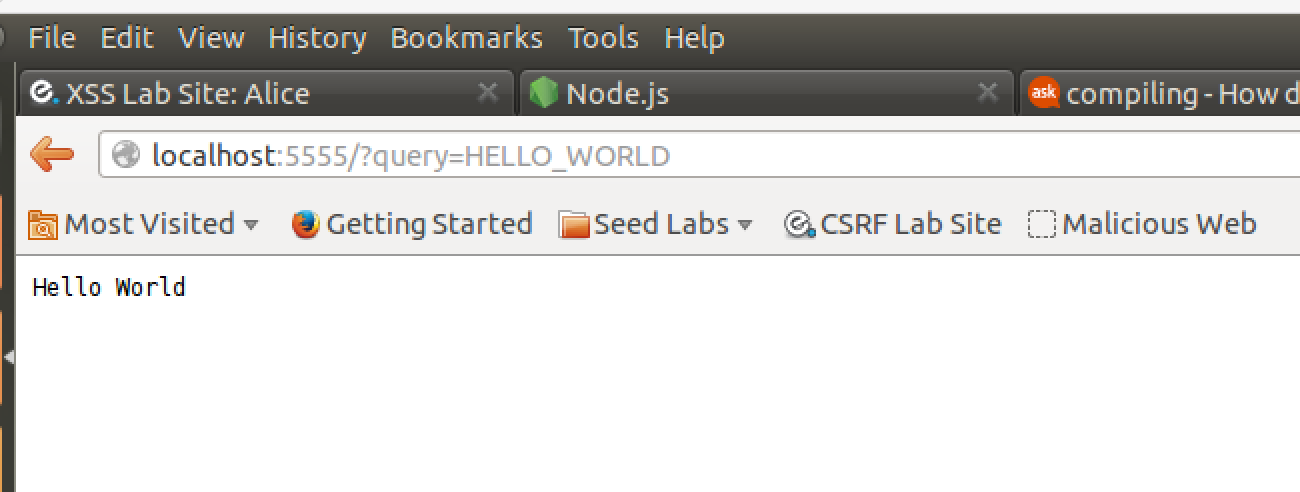 File Edit View History Bookmarks Tools Help
XSS Lab Site: Alice Node.js ask compiling - How d
localhost:5555/?query=HELLO_WORLD
Most Visited Getting Started Seed Labs CSRF Lab Site Malicious Web
Hello World